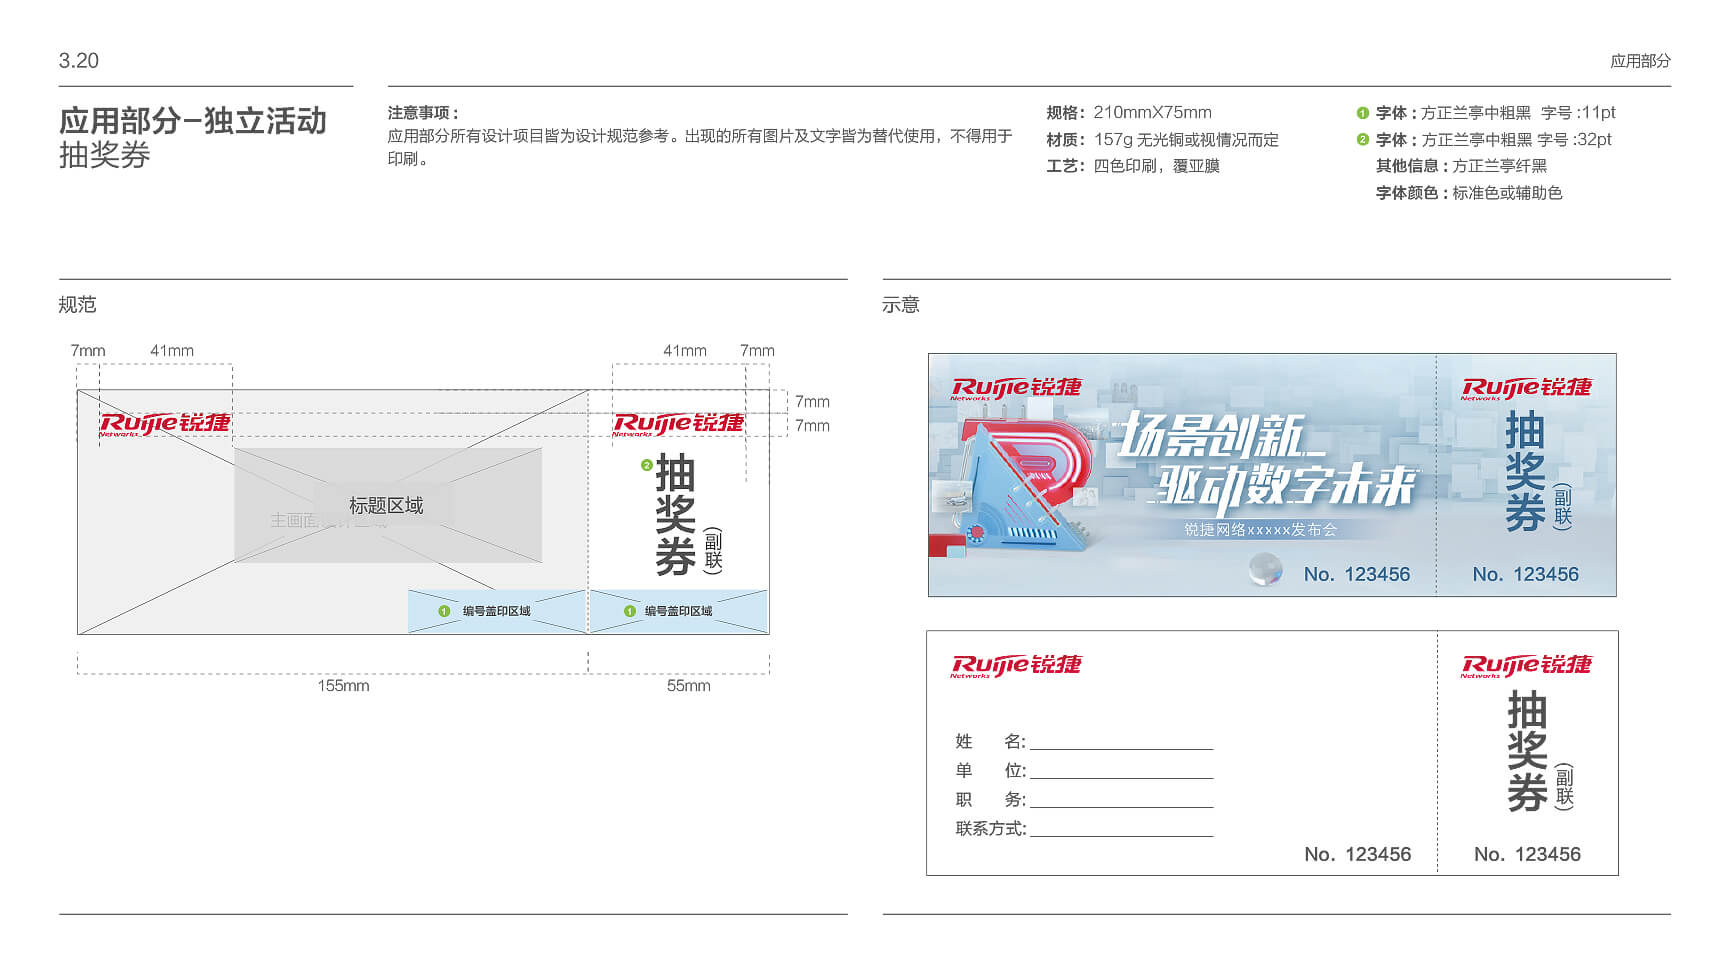 3.20
应用部分
应用部分-独立活动
抽奖券
注意事项：
应用部分所有设计项目皆为设计规范参考。出现的所有图片及文字皆为替代使用，不得用于
印刷。
规格：210mmX75mm
材质：157g 无光铜或视情况而定
工艺：四色印刷，覆亚膜
1 字体：方正兰亭中粗黑 字号：11pt
2 字体：方正兰亭中粗黑 字号：32pt
其他信息：方正兰亭纤黑
字体颜色：标准色或辅助色
规范
7mm 41mm 41mm 7mm
7mm
7mm
Ruijie锐捷
Networks
Ruijie锐捷
Networks
标题区域
主画面设计区域
2 抽奖券
(副联)
1 编号盖印区域
1 编号盖印区域
155mm 55mm
示意
Ruijie锐捷
Networks
场景创新
驱动数字未来
锐捷网络xxxxx发布会
No. 123456
Ruijie锐捷
Networks
抽奖券
(副联)
No. 123456
Ruijie锐捷
Networks
姓 名:
单 位:
职 务:
联系方式:
No. 123456
Ruijie锐捷
Networks
抽奖券
(副联)
No. 123456